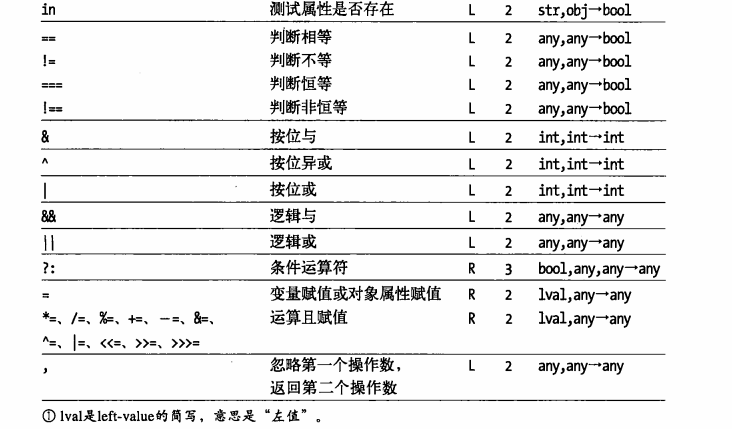 in 测试属性是否存在 L 2 str,obj→bool
== 判断相等 L 2 any,any→bool
!= 判断不等 L 2 any,any→bool
=== 判断恒等 L 2 any,any→bool
!== 判断非恒等 L 2 any,any→bool
& 按位与 L 2 int,int→int
^ 按位异或 L 2 int,int→int
| 按位或 L 2 int,int→int
&& 逻辑与 L 2 any,any→any
|| 逻辑或 L 2 any,any→any
?: 条件运算符 R 3 bool,any,any→any
= 变量赋值或对象属性赋值 R 2 lval,any→any
*=、/=、%=、+=、-=、&=、 运算且赋值 R 2 lval,any→any
^=、|=、<<=、>>=、>>>=
, 忽略第一个操作数， L 2 any,any→any
返回第二个操作数
① lval是left-value的简写，意思是“左值”。